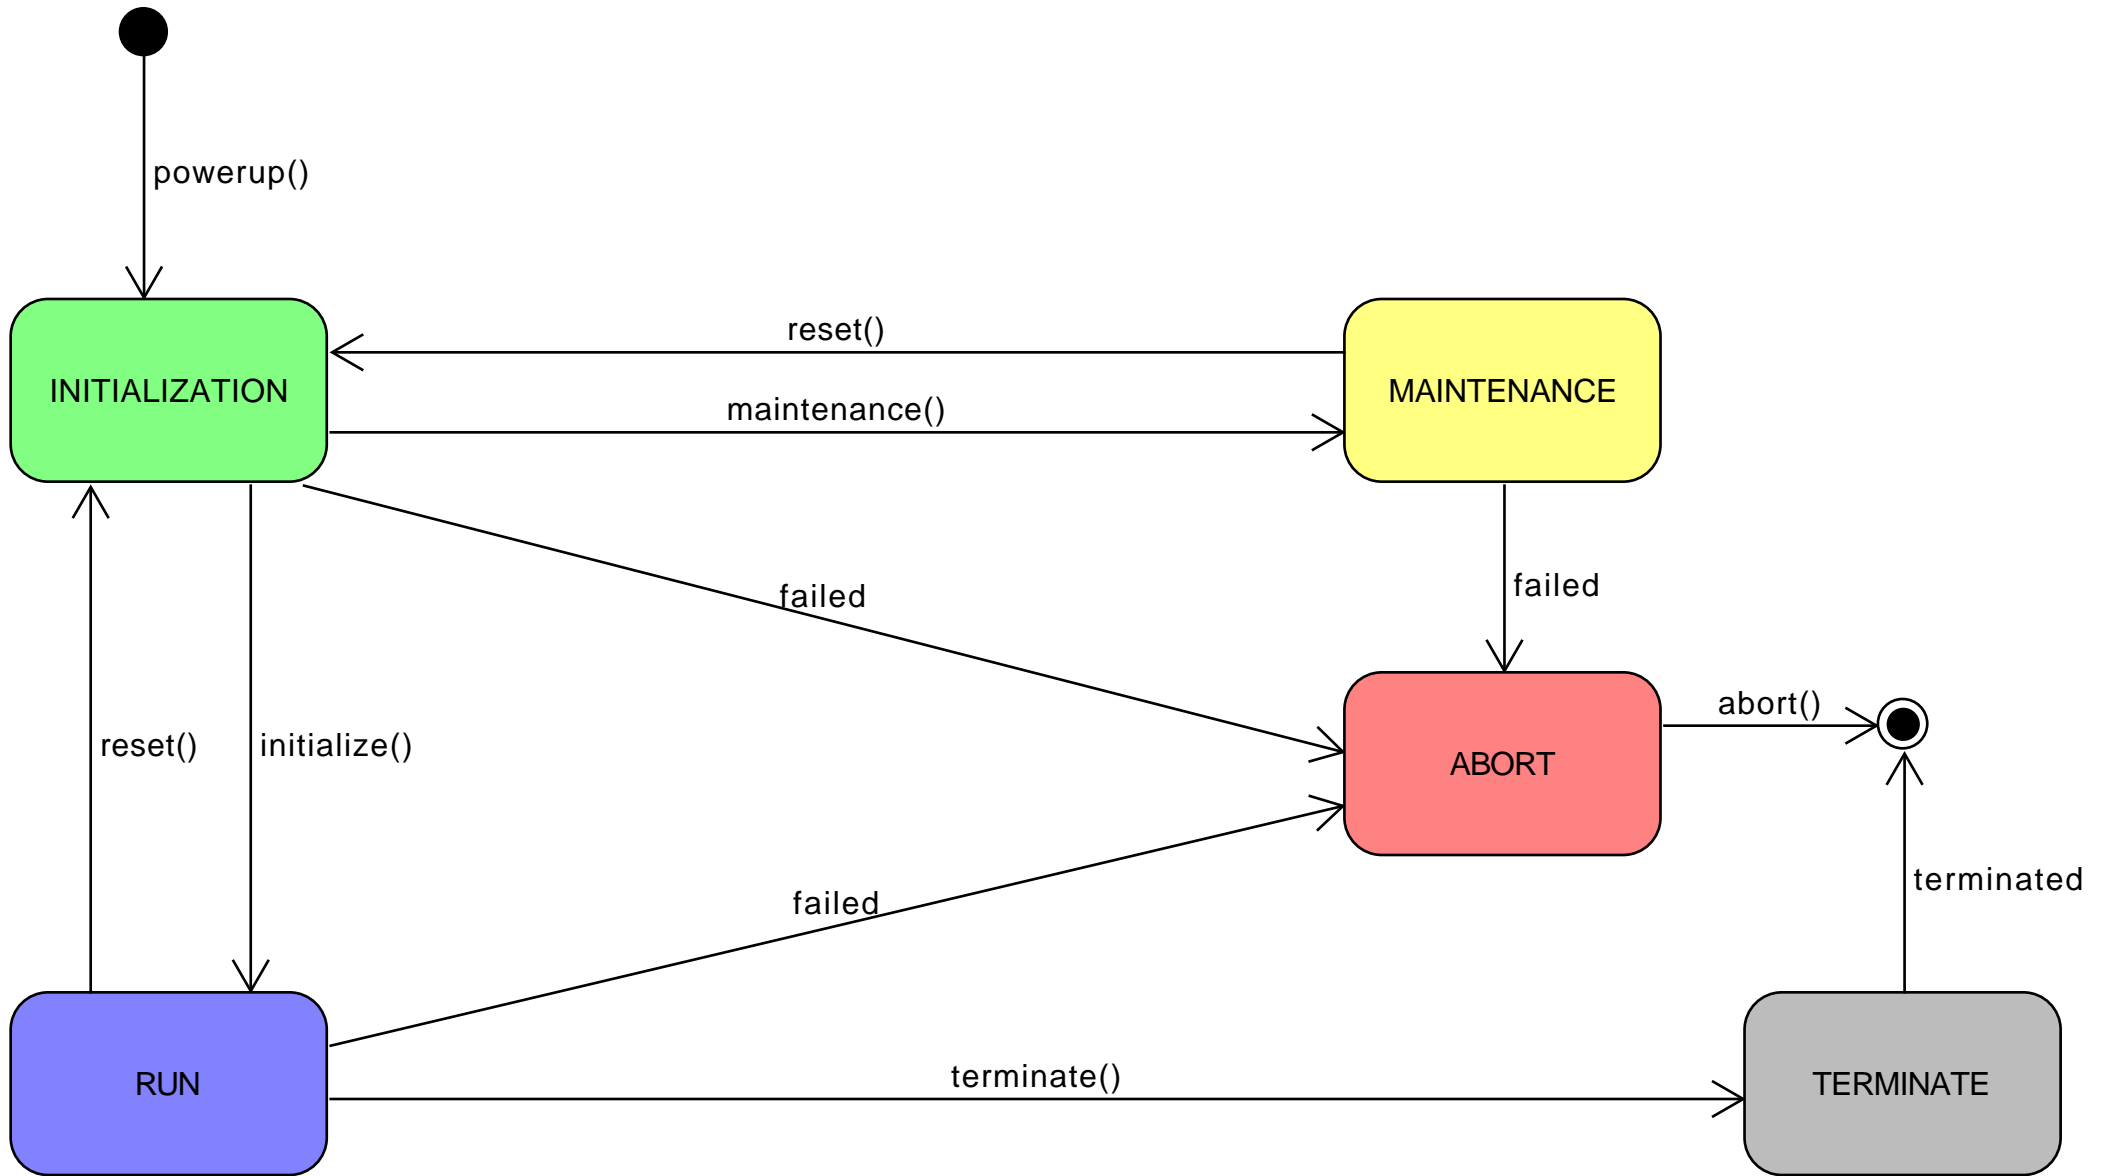 powerup()
reset()
INITIALIZATION
MAINTENANCE
maintenance()
failed
failed
abort()
reset()
initialize()
ABORT
terminated
failed
terminate()
RUN
TERMINATE